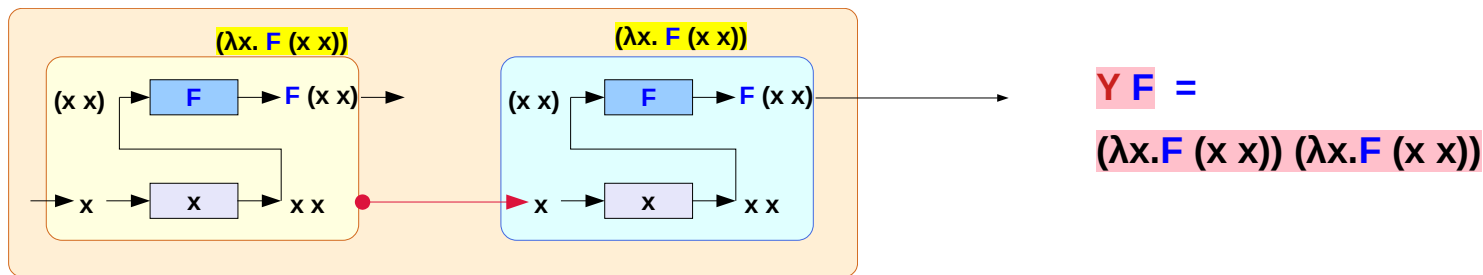 (λx. F (x x))
(x x)
F
F (x x)
x
x
x x
(λx. F (x x))
(x x)
F
F (x x)
x
x
x x
Y F =
(λx.F (x x)) (λx.F (x x))